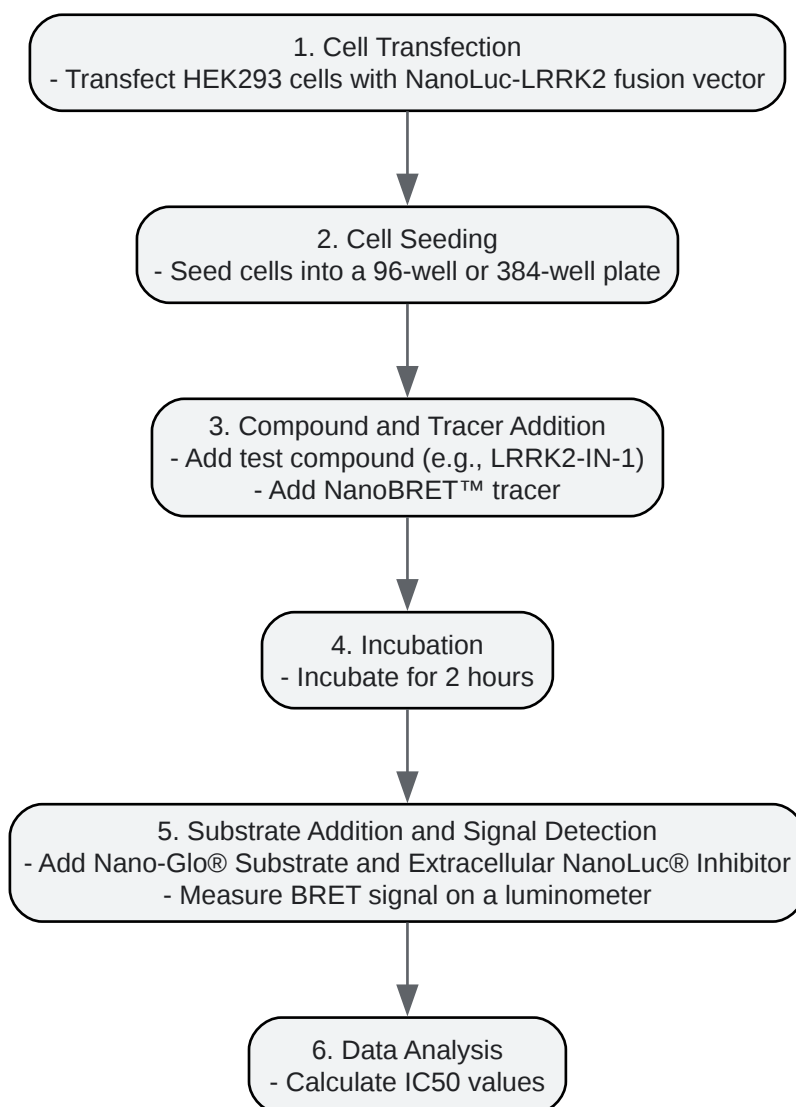 1. Cell Transfection
- Transfect HEK293 cells with NanoLuc-LRRK2 fusion vector
2. Cell Seeding
- Seed cells into a 96-well or 384-well plate
3. Compound and Tracer Addition
- Add test compound (e.g., LRRK2-IN-1)
- Add NanoBRET™ tracer
4. Incubation
- Incubate for 2 hours
5. Substrate Addition and Signal Detection
- Add Nano-Glo® Substrate and Extracellular NanoLuc® Inhibitor
- Measure BRET signal on a luminometer
6. Data Analysis
- Calculate IC50 values